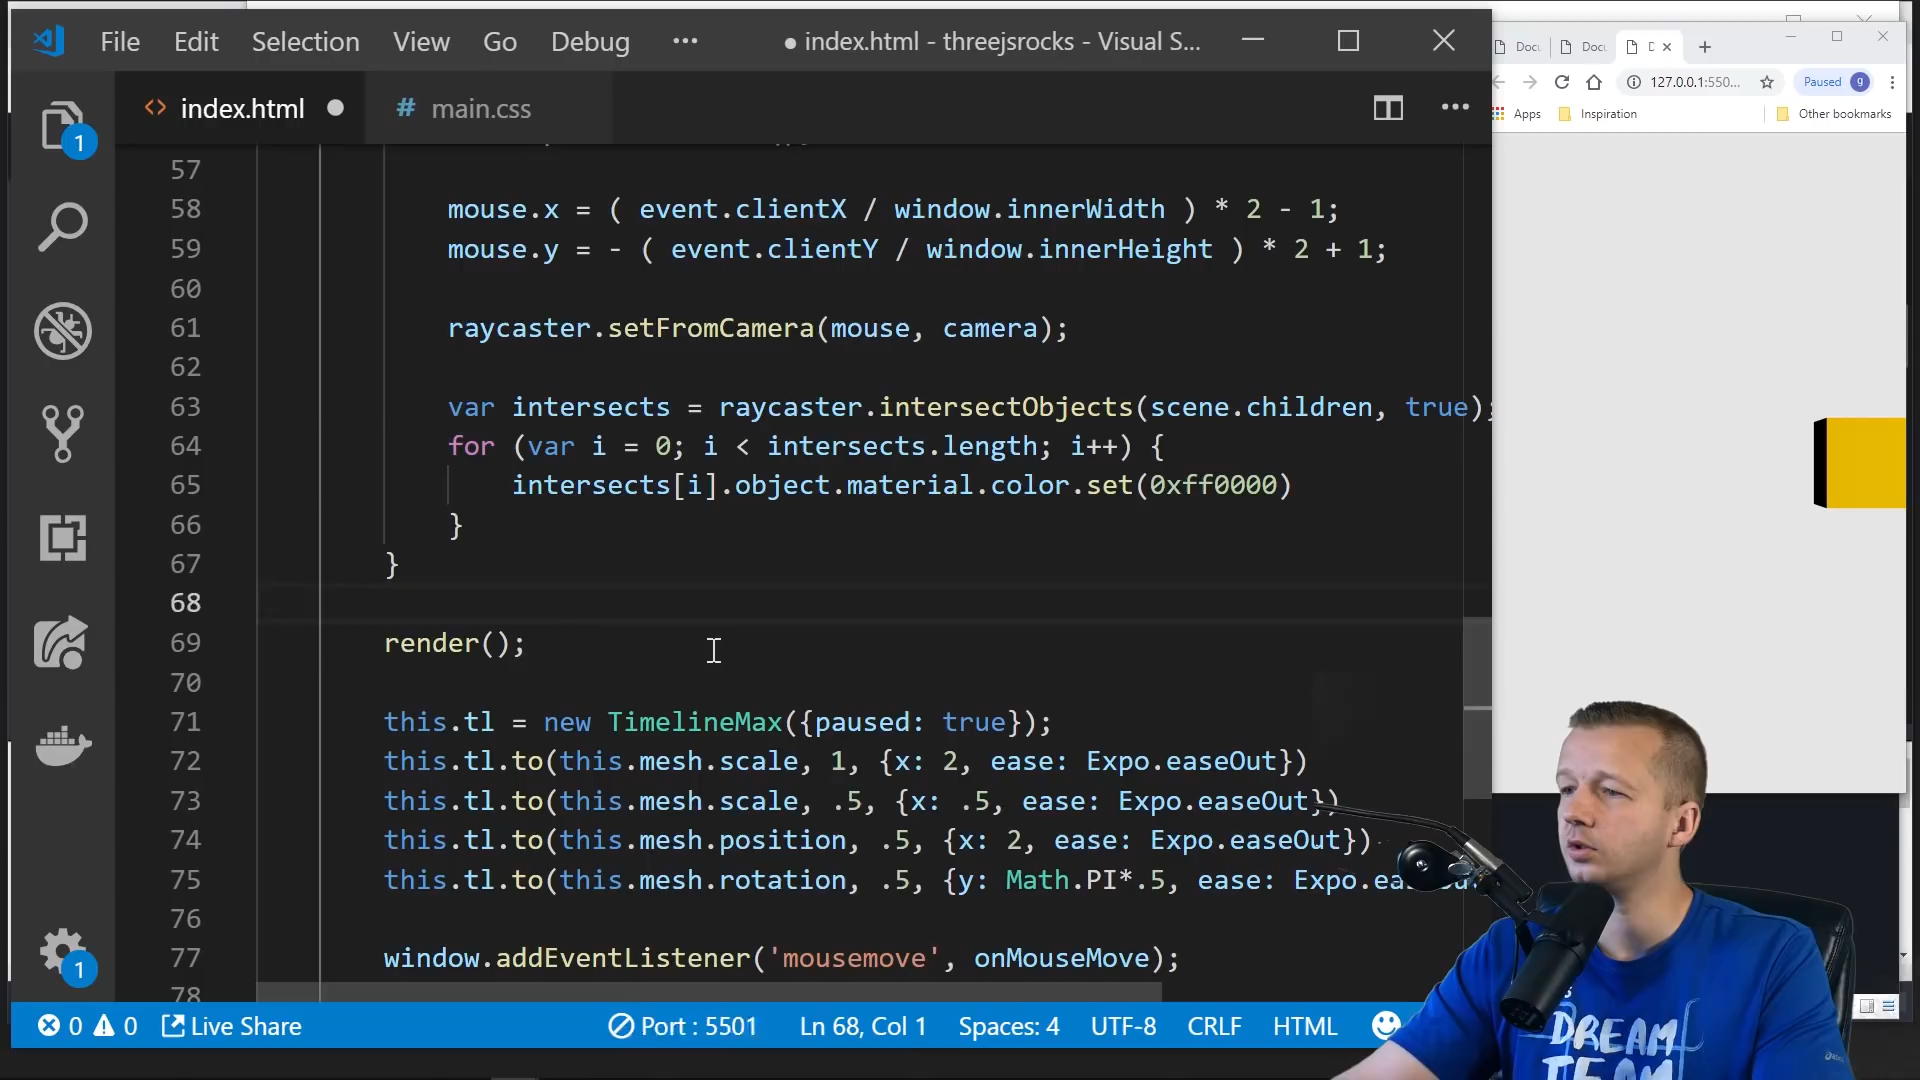 File Edit Selection View Go Debug ··· ● index.html - threejsrocks - Visual S...
<> index.html ● # main.css
57
58 mouse.x = ( event.clientX / window.innerWidth ) * 2 - 1;
59 mouse.y = - ( event.clientY / window.innerHeight ) * 2 + 1;
60
61 raycaster.setFromCamera(mouse, camera);
62
63 var intersects = raycaster.intersectObjects(scene.children, true);
64 for (var i = 0; i < intersects.length; i++) {
65 intersects[i].object.material.color.set(0xff0000)
66 }
67 }
68
69 render();
70
71 this.tl = new TimelineMax({paused: true});
72 this.tl.to(this.mesh.scale, 1, {x: 2, ease: Expo.easeOut})
73 this.tl.to(this.mesh.scale, .5, {x: .5, ease: Expo.easeOut})
74 this.tl.to(this.mesh.position, .5, {x: 2, ease: Expo.easeOut})
75 this.tl.to(this.mesh.rotation, .5, {y: Math.PI*.5, ease:
76
77 window.addEventListener('mousemove', onMouseMove);
78
1
1
0 0 Live Share Port : 5501 Ln 68, Col 1 Spaces: 4 UTF-8 CRLF HTML
Docu Docu D
127.0.0.1:550... Paused g
Apps Inspiration Other bookmarks
DREAM
TEAM